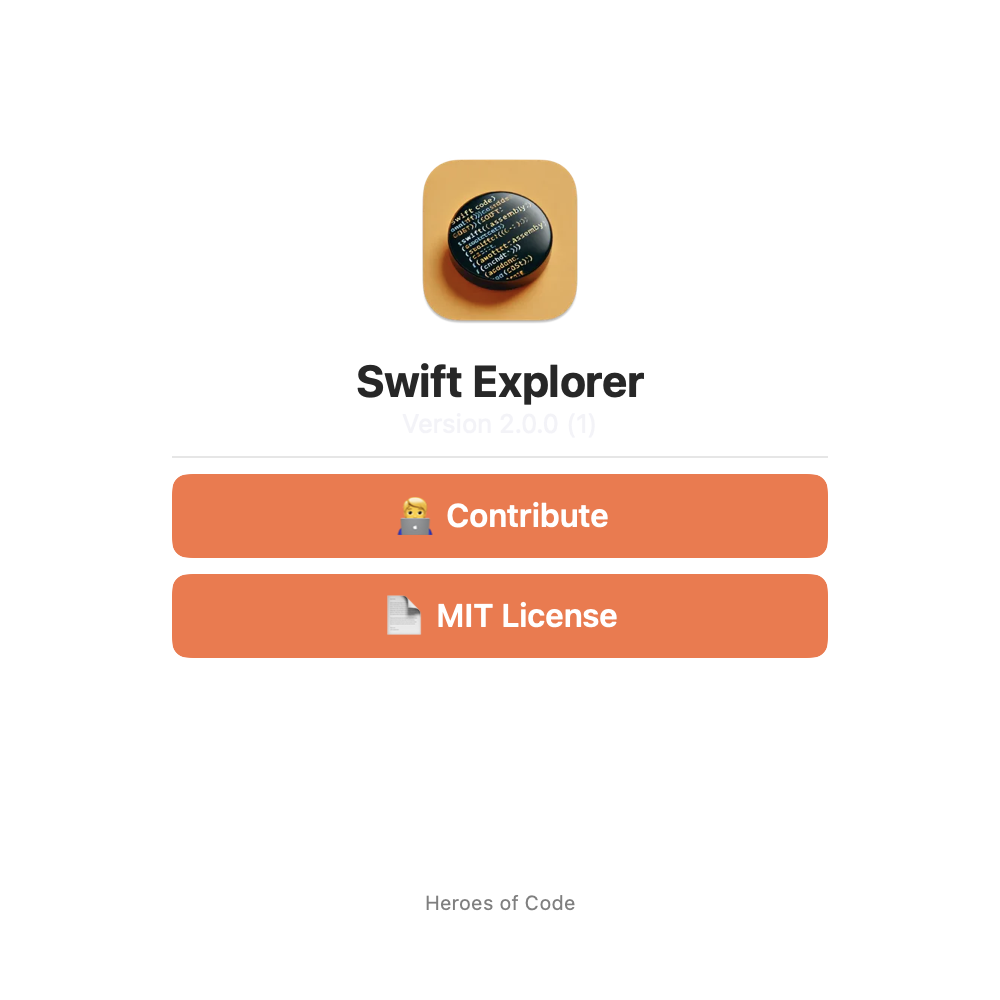 Swift Explorer
Version 2.0.0 (1)
Contribute
MIT License
Heroes of Code